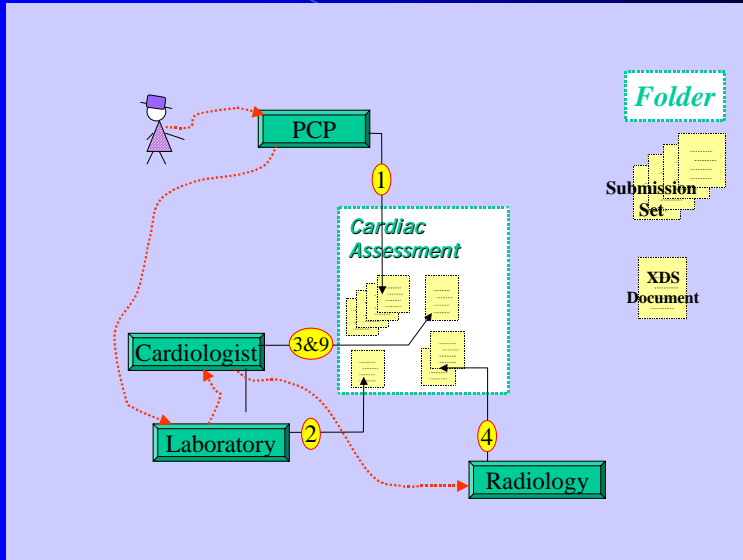 Folder
PCP
1
Submission
Set
Cardiac
Assessment
XDS
Document
Cardiologist
3&9
2
Laboratory
4
Radiology